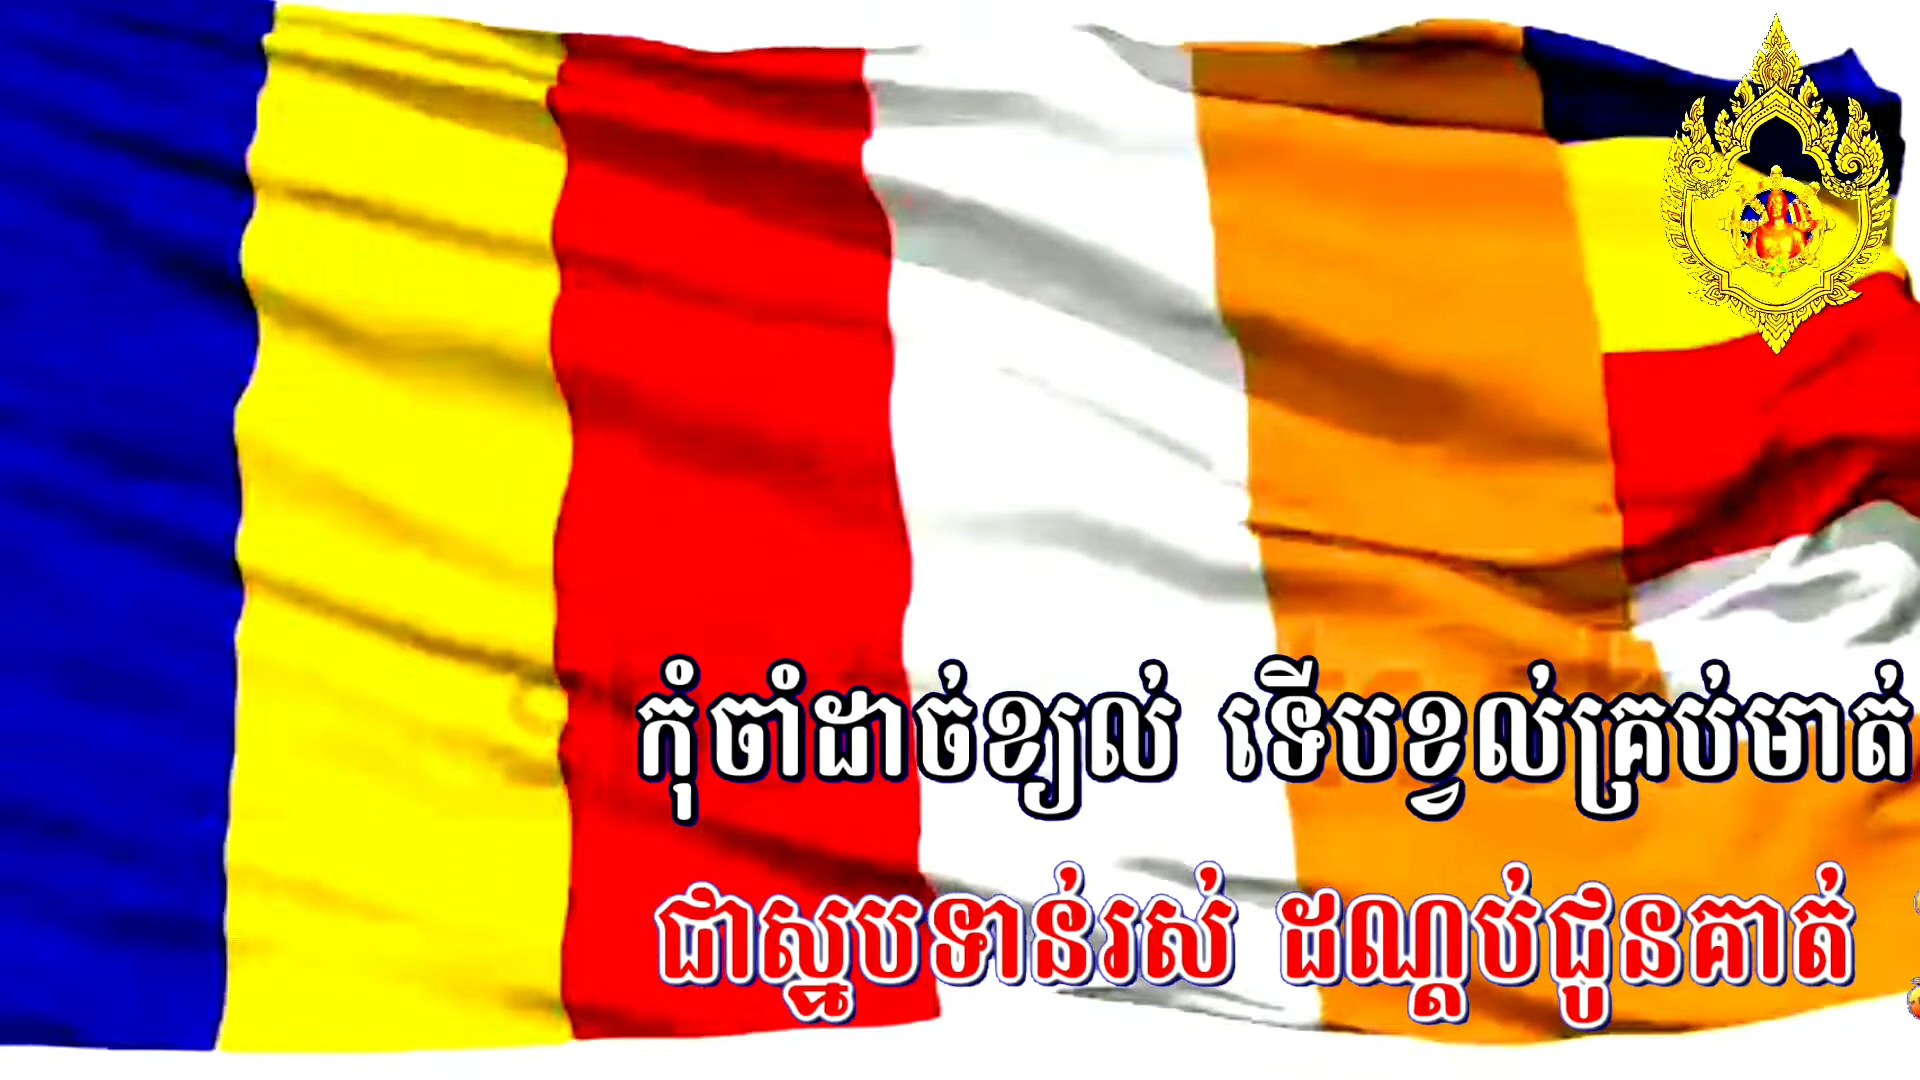 កុំចាំដាច់ខ្យល់ ទើបខ្វល់គ្រប់មាត់
ជាស្នបទាន់រស់ ដណ្ដប់ជូនគាត់